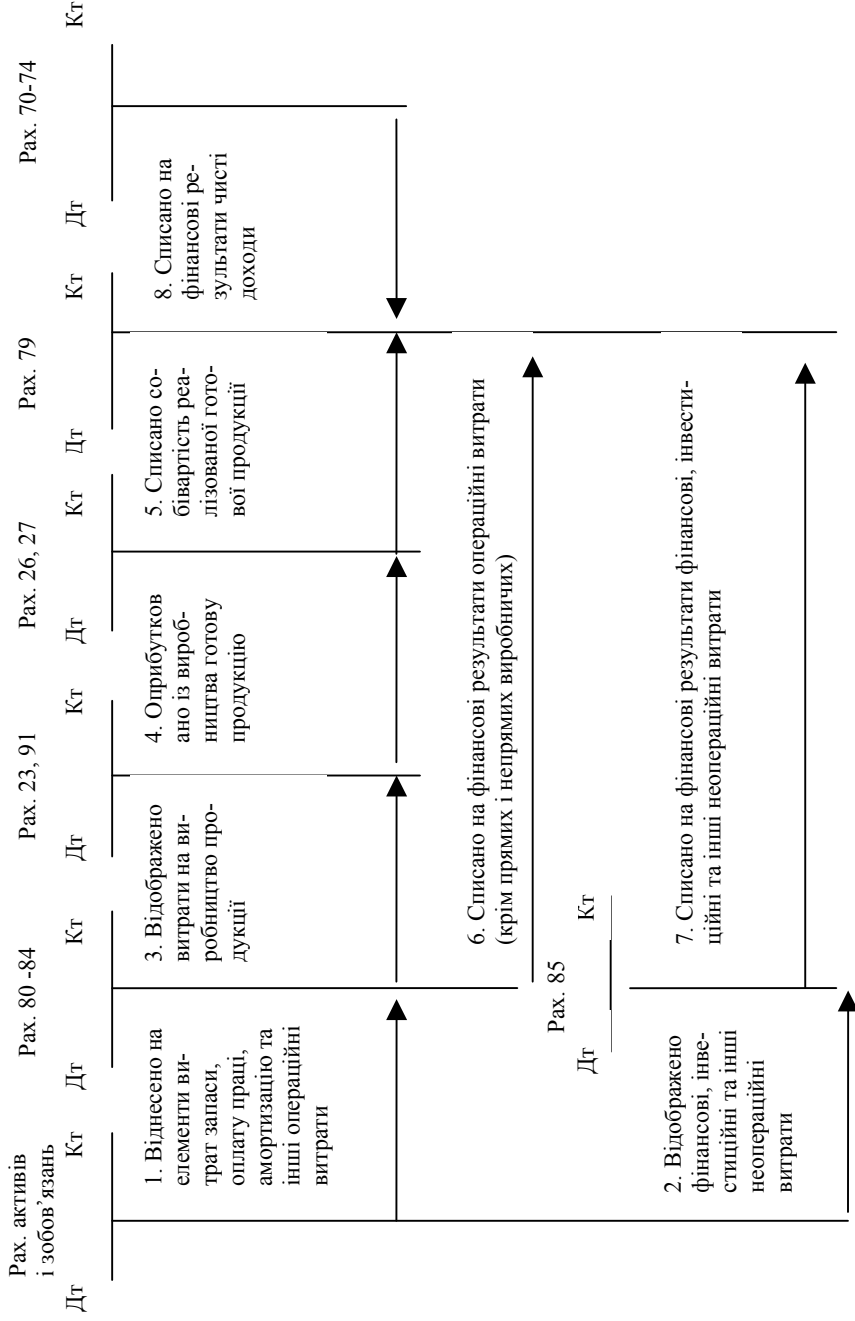 Рах. активів
і зобов’язань
Дт
Кт
Рах. 80 -84
Дт
Кт
Рах. 23, 91
Дт
Кт
Рах. 26, 27
Дт
Кт
Рах. 79
Дт
Кт
Рах. 70-74
Дт
Кт
1. Віднесено на
елементи ви-
трат запаси,
оплату праці,
амортизацію та
інші операційні
витрати
3. Відображено
витрати на ви-
робництво про-
дукції
4. Оприбутков
ано із вироб-
ництва готову
продукцію
5. Списано со-
бівартість реа-
лізованої гото-
вої продукції
8. Списано на
фінансові ре-
зультати чисті
доходи
6. Списано на фінансові результати операційні витрати
(крім прямих і непрямих виробничих)
Рах. 85
Дт
Кт
2. Відображено
фінансові, інве-
стиційні та інші
неопераційні
витрати
7. Списано на фінансові результати фінансові, інвести-
ційні та інші неопераційні витрати